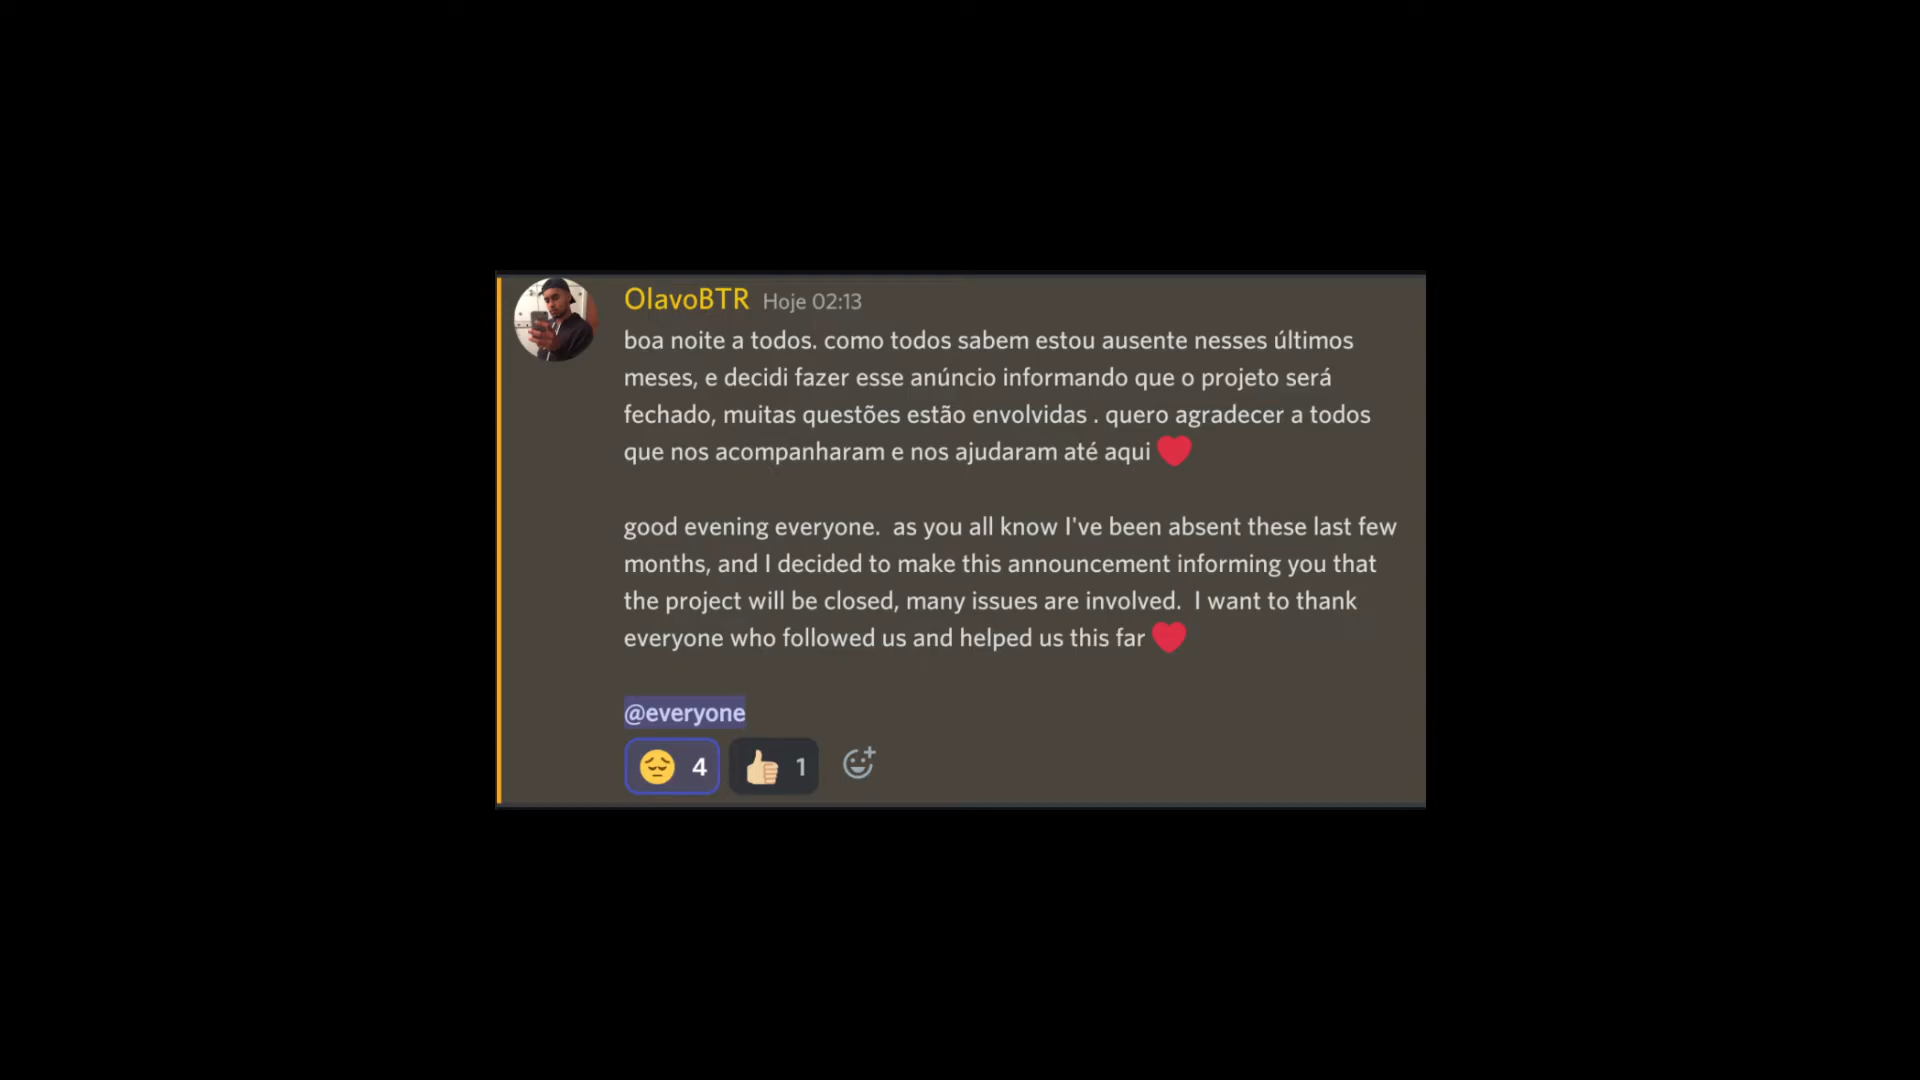 OlavoBTR Hoje 02:13
boa noite a todos. como todos sabem estou ausente nesses últimos
meses, e decidi fazer esse anúncio informando que o projeto será
fechado, muitas questões estão envolvidas . quero agradecer a todos
que nos acompanharam e nos ajudaram até aqui ❤️
good evening everyone.  as you all know I've been absent these last few
months, and I decided to make this announcement informing you that
the project will be closed, many issues are involved.  I want to thank
everyone who followed us and helped us this far ❤️
@everyone
😔 4 👍🏻 1